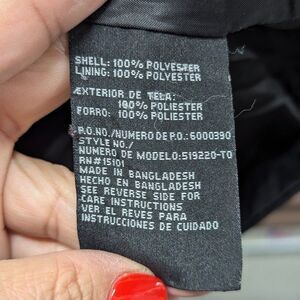 SHELL: 100% POLYESTER
LINING: 100% POLYESTER
EXTERIOR DE TELA:
100% POLIESTER
FORRO: 100% POLIESTER
P.O.NO./NUMERO DE P.O.: 6000390
STYLE NO./
NUMERO DE MODELO: 519220-TO
RN# 15101
MADE IN BANGLADESH
HECHO EN BANGLADESH
SEE REVERSE SIDE FOR
CARE INSTRUCTIONS
VER EL REVES PARA
INSTRUCCIONES DE CUIDADO